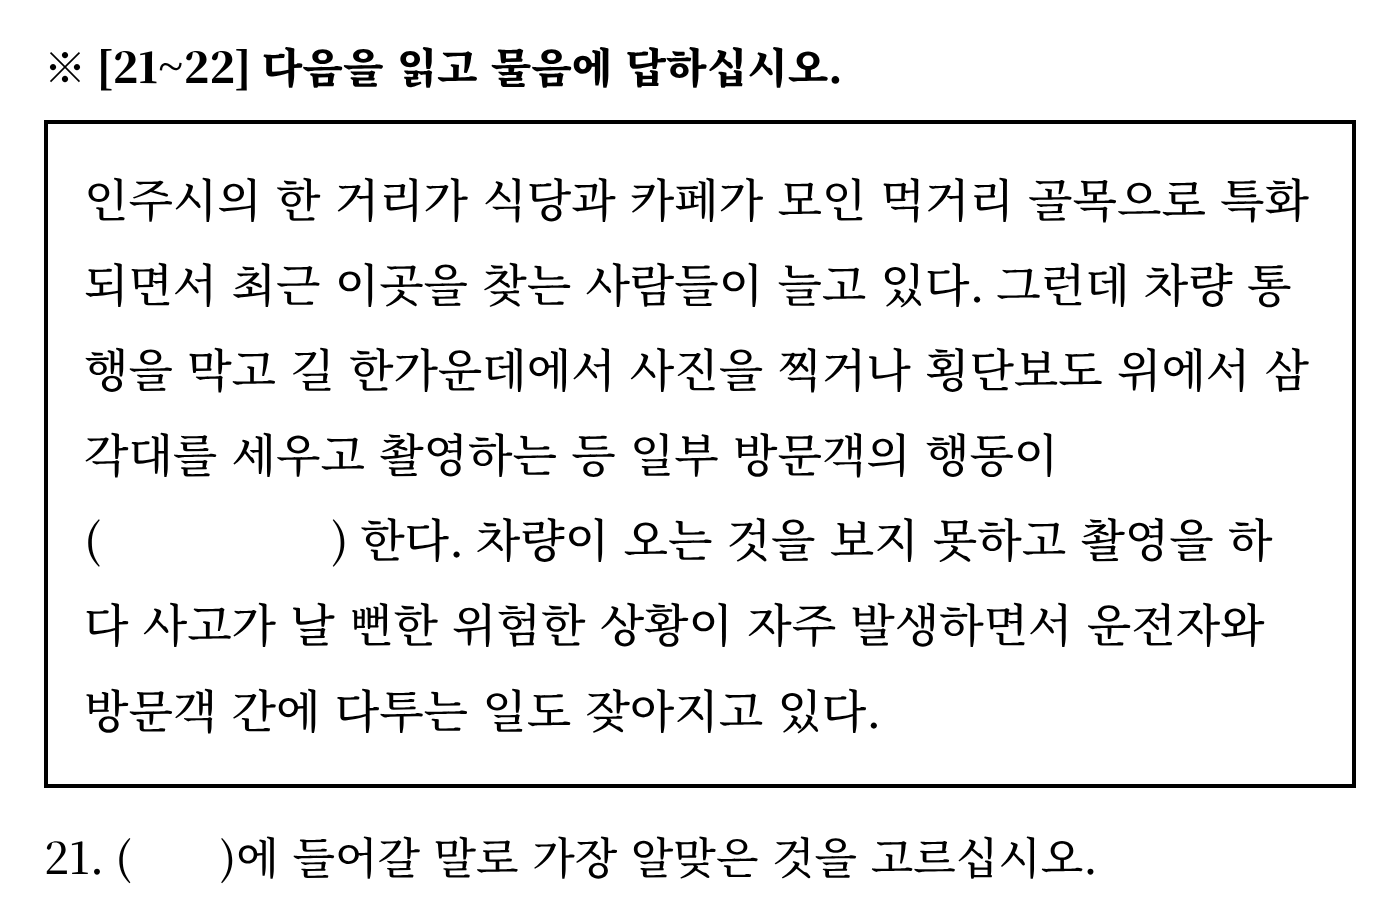 ※ [21~22] 다음을 읽고 물음에 답하십시오.
인주시의 한 거리가 식당과 카페가 모인 먹거리 골목으로 특화
되면서 최근 이곳을 찾는 사람들이 늘고 있다. 그런데 차량 통
행을 막고 길 한가운데에서 사진을 찍거나 횡단보도 위에서 삼
각대를 세우고 촬영하는 등 일부 방문객의 행동이
(              ) 한다. 차량이 오는 것을 보지 못하고 촬영을 하
다 사고가 날 뻔한 위험한 상황이 자주 발생하면서 운전자와
방문객 간에 다투는 일도 잦아지고 있다.
21. (      )에 들어갈 말로 가장 알맞은 것을 고르십시오.